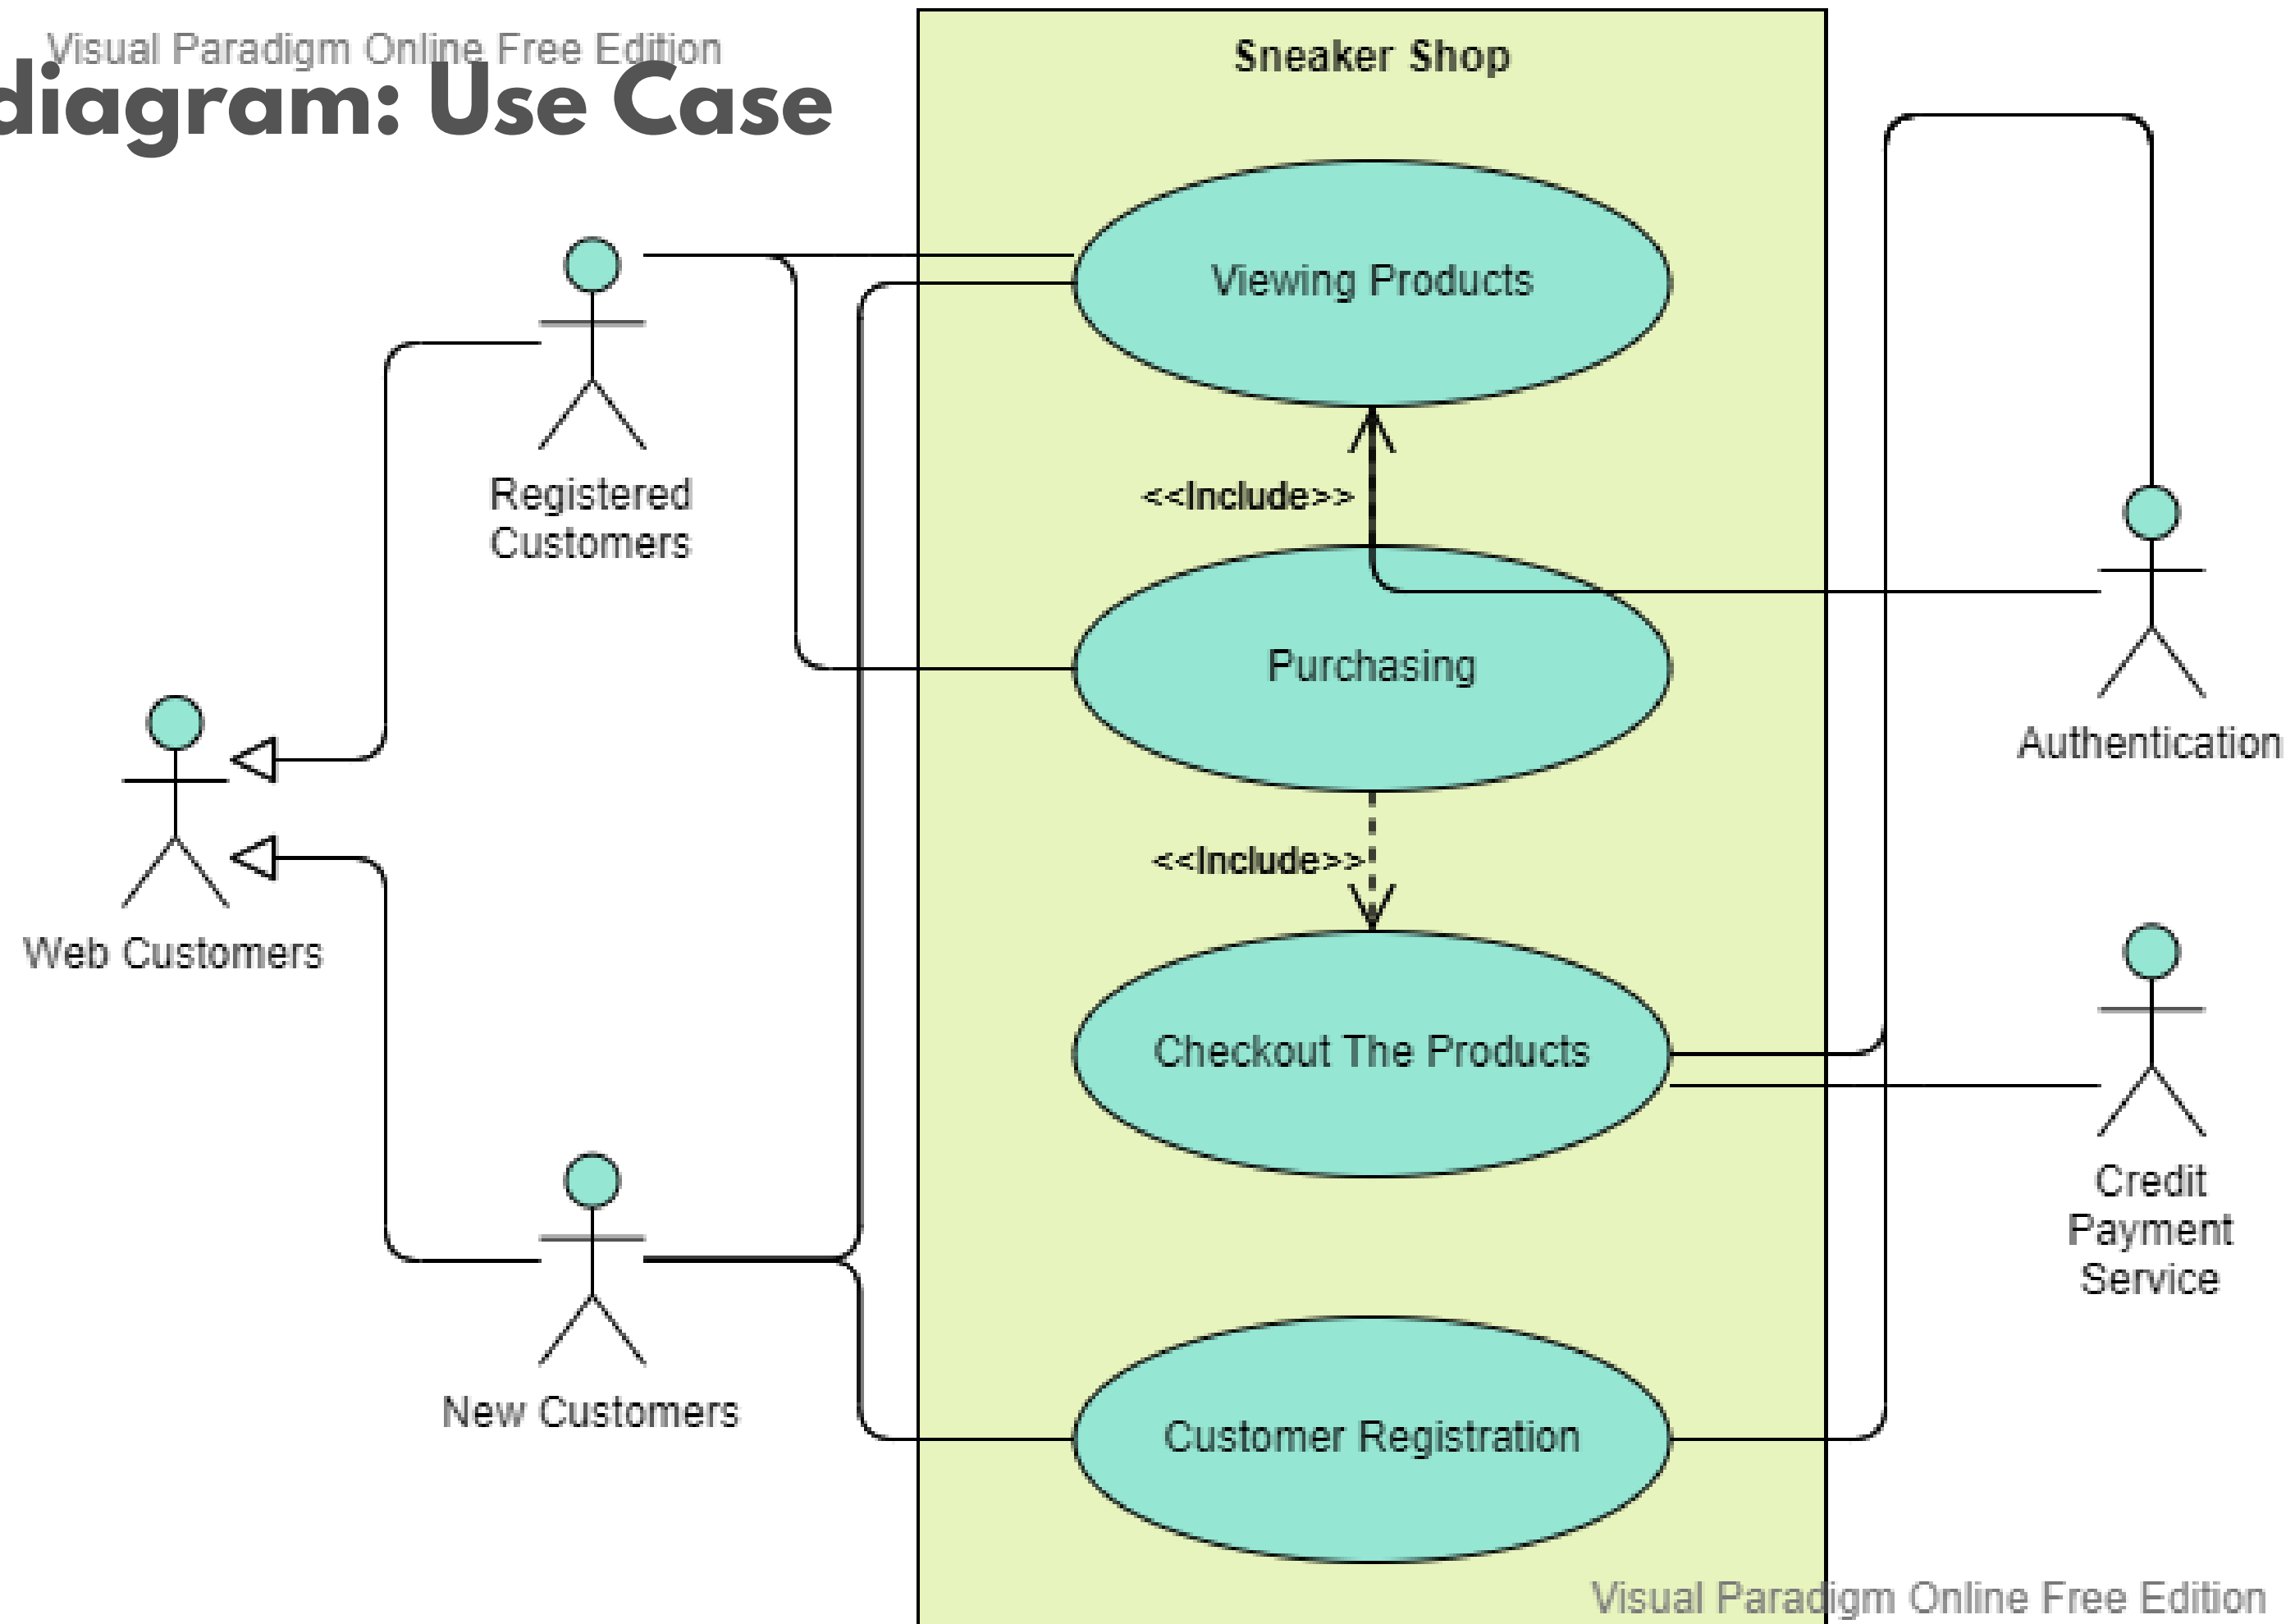 Visual Paradigm Online Free Edition
diagram: Use Case
Sneaker Shop
Viewing Products
Registered
Customers
<<Include>>
Purchasing
Authentication
<<Include>>
Web Customers
Checkout The Products
Credit
Payment
Service
New Customers
Customer Registration
Visual Paradigm Online Free Edition